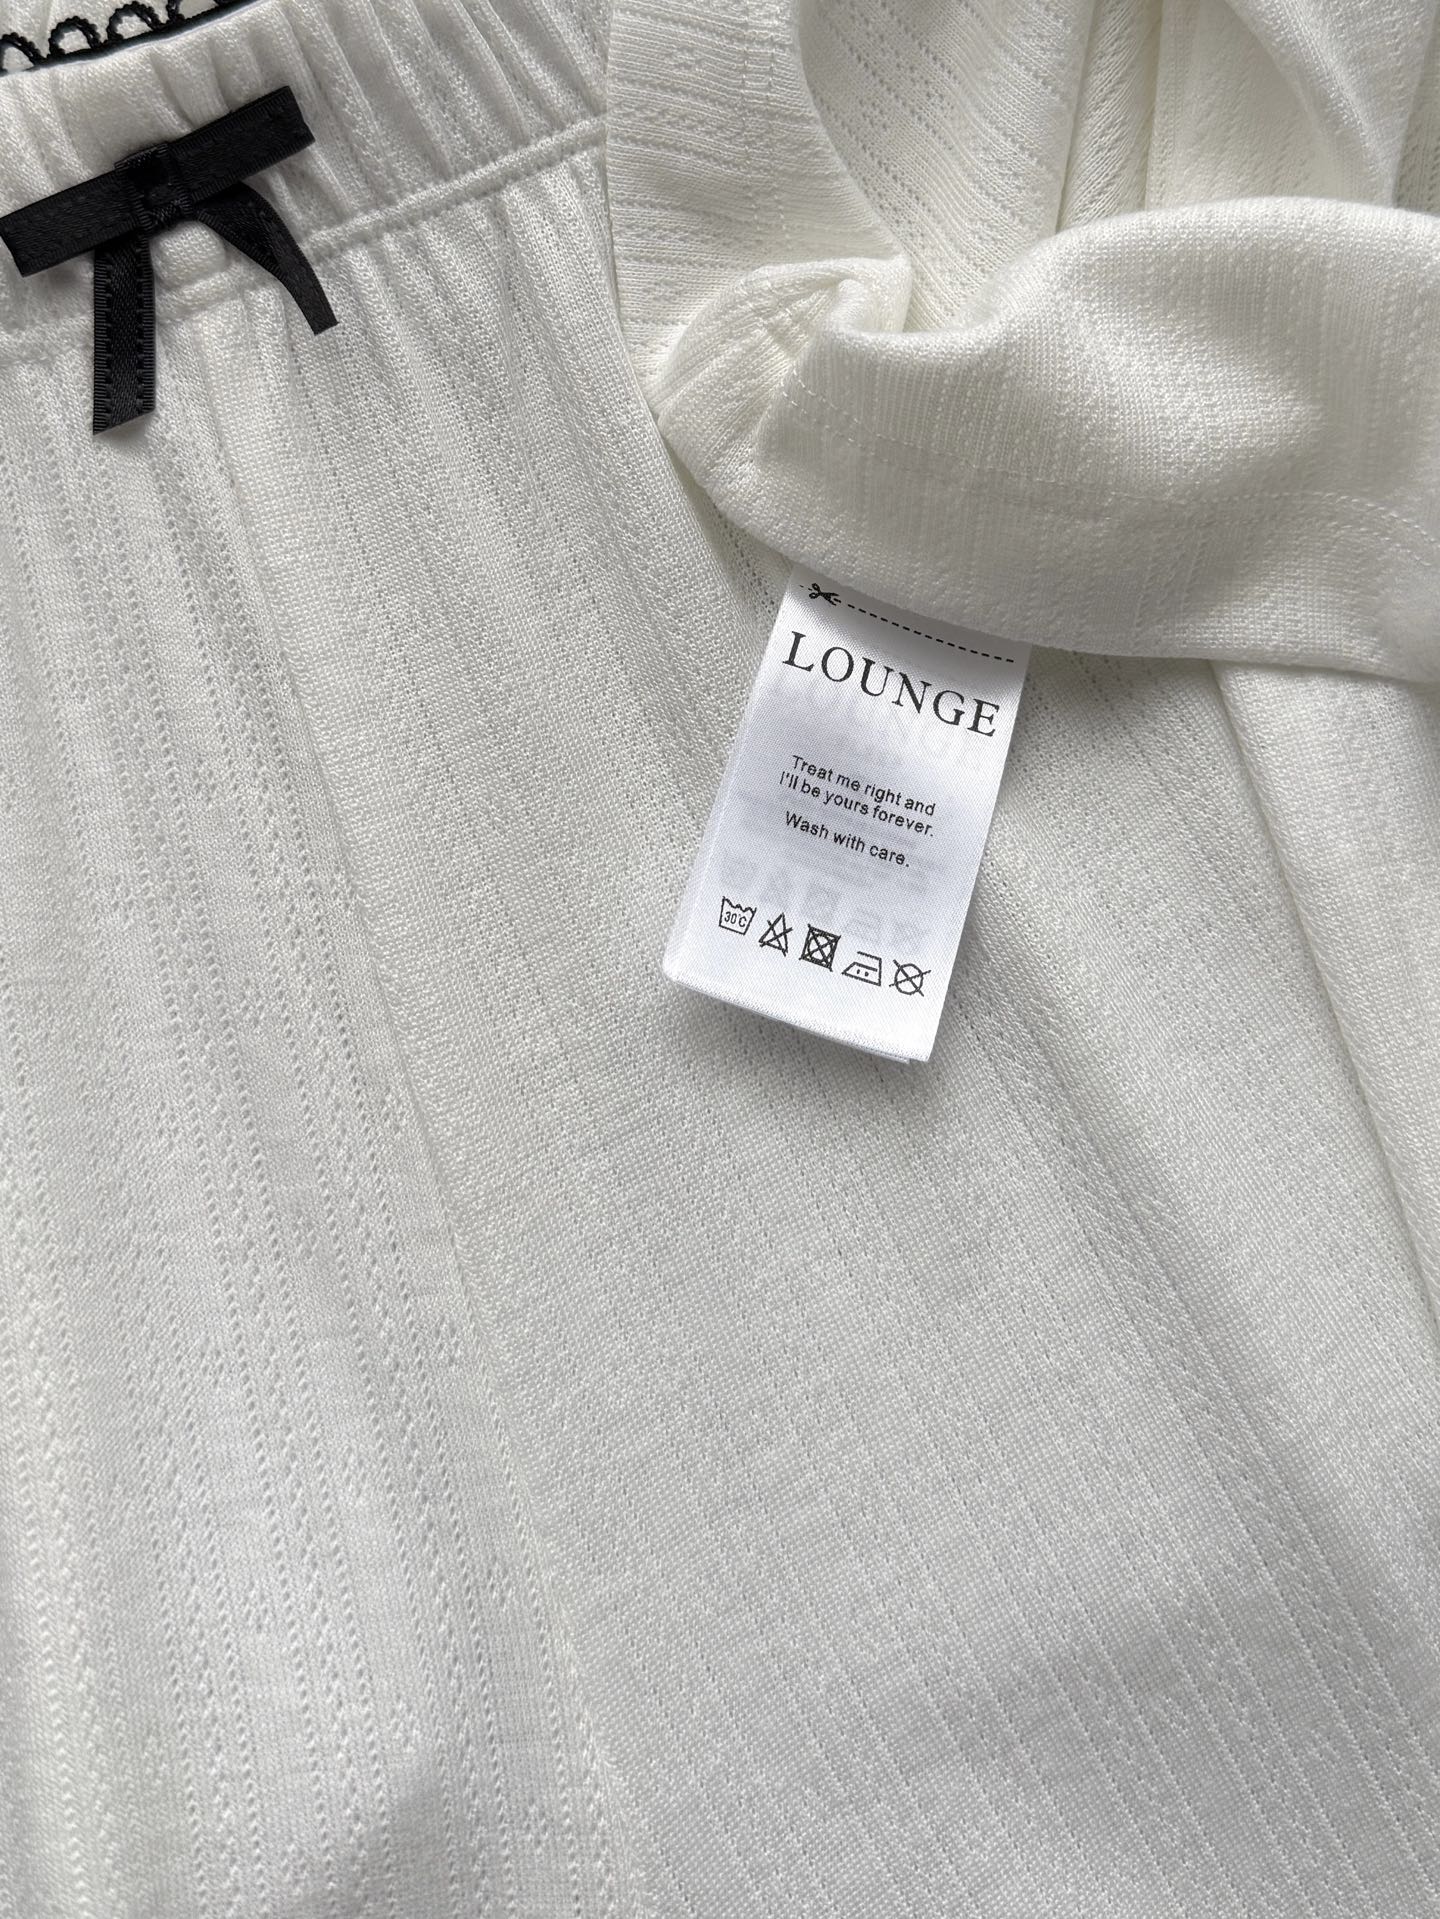 LOUNGE
Treat me right and
I'll be yours forever.
Wash with care.
30°C